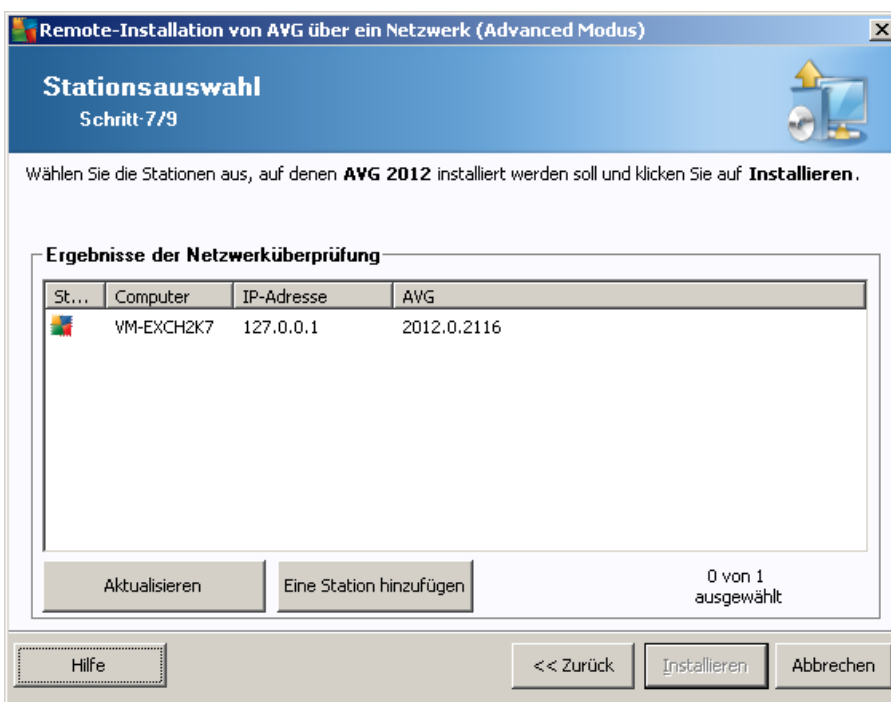 Remote-Installation von AVG über ein Netzwerk (Advanced Modus)
Stationsauswahl
Schritt-7/9
Wählen Sie die Stationen aus, auf denen AVG 2012 installiert werden soll und klicken Sie auf Installieren.
Ergebnisse der Netzwerküberprüfung
St... Computer IP-Adresse AVG
VM-EXCH2K7 127.0.0.1 2012.0.2116
Aktualisieren Eine Station hinzufügen 0 von 1
ausgewählt
Hilfe << Zurück Installieren Abbrechen